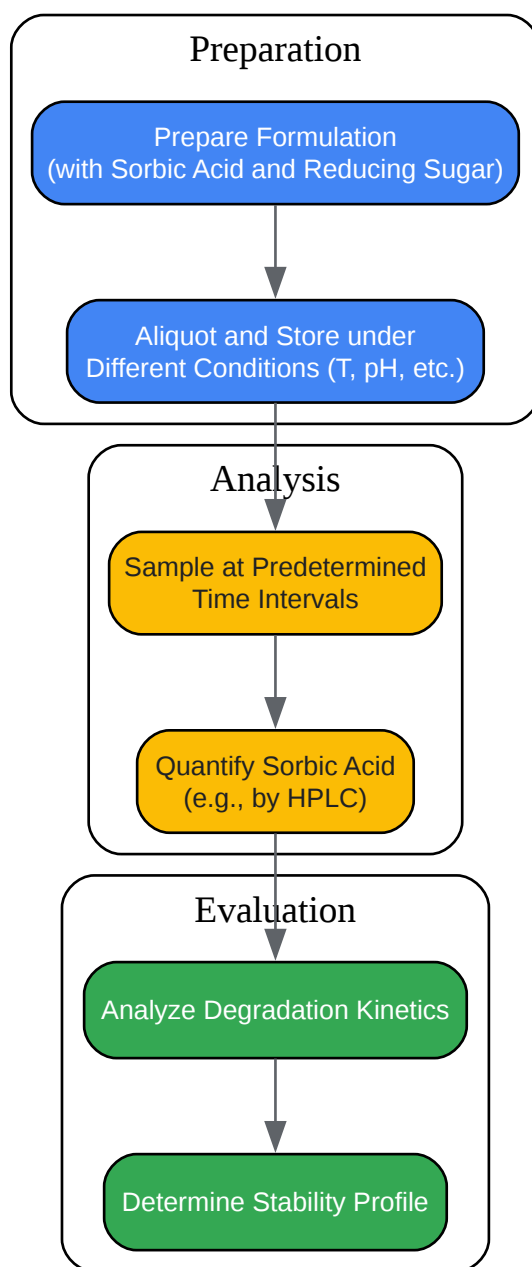 Preparation
Prepare Formulation
(with Sorbic Acid and Reducing Sugar)
Aliquot and Store under
Different Conditions (T, pH, etc.)
Analysis
Sample at Predetermined
Time Intervals
Quantify Sorbic Acid
(e.g., by HPLC)
Evaluation
Analyze Degradation Kinetics
Determine Stability Profile